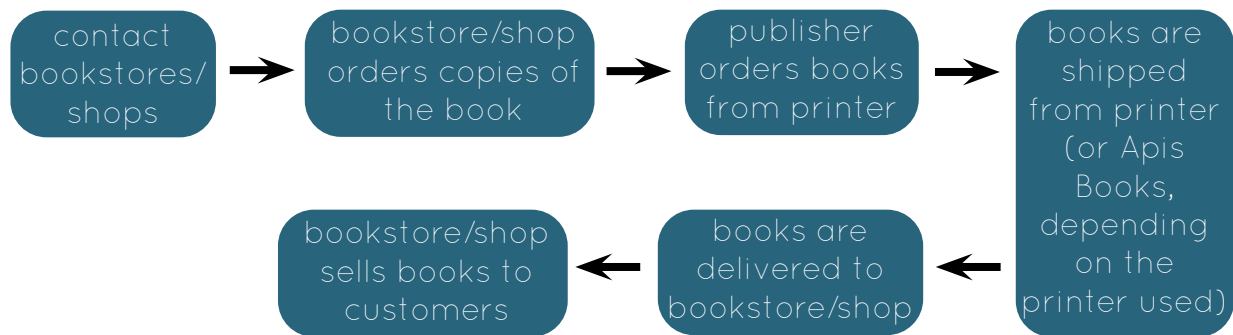 contact
bookstores/
shops
bookstore/shop
orders copies of
the book
publisher
orders books
from printer
books are
shipped
from printer
(or Apis
Books,
depending
on the
printer used)
books are
delivered to
bookstore/shop
bookstore/shop
sells books to
customers